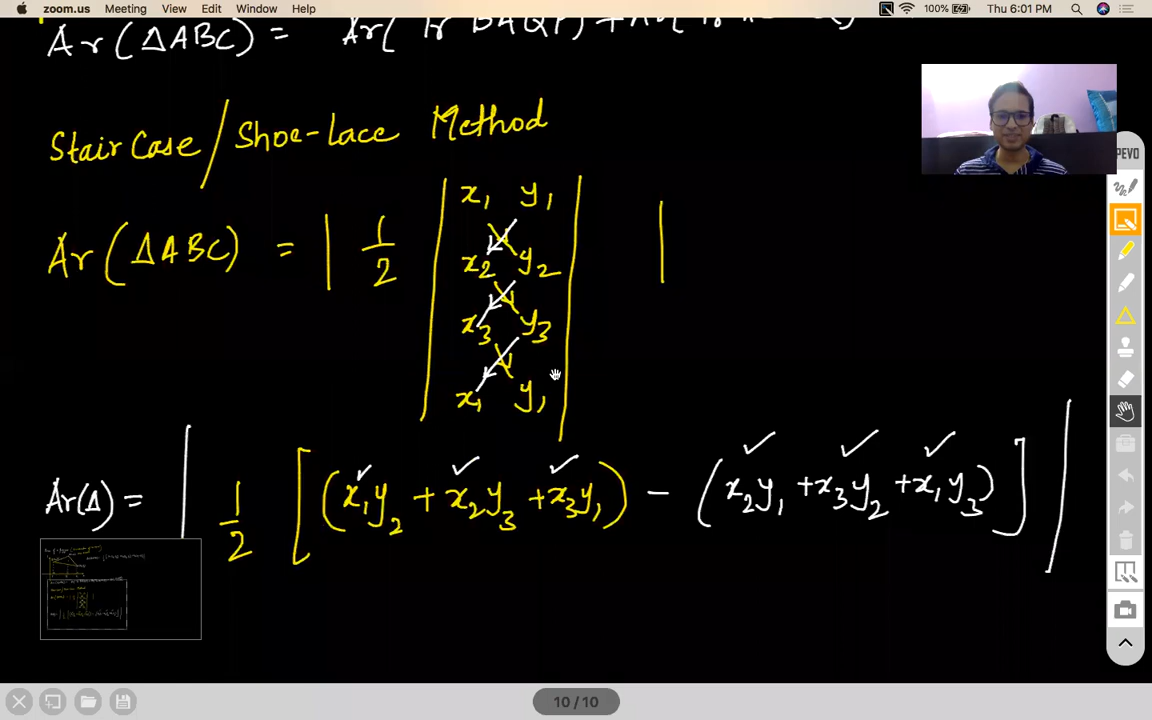 zoom.us Meeting View Edit Window Help 100% Thu 6:01 PM
Ar(ΔABC) =
StairCase/Shoe-lace Method
IPEVO
x₁ y₁
Ar(ΔABC) = | 1/2 | x₂ y₂ | |
x₃ y₃
x₁ y₁
Ar(Δ) = | 1/2 [(x₁y₂ + x₂y₃ + x₃y₁) − (x₂y₁ + x₃y₂ + x₁y₃)] |
10 / 10